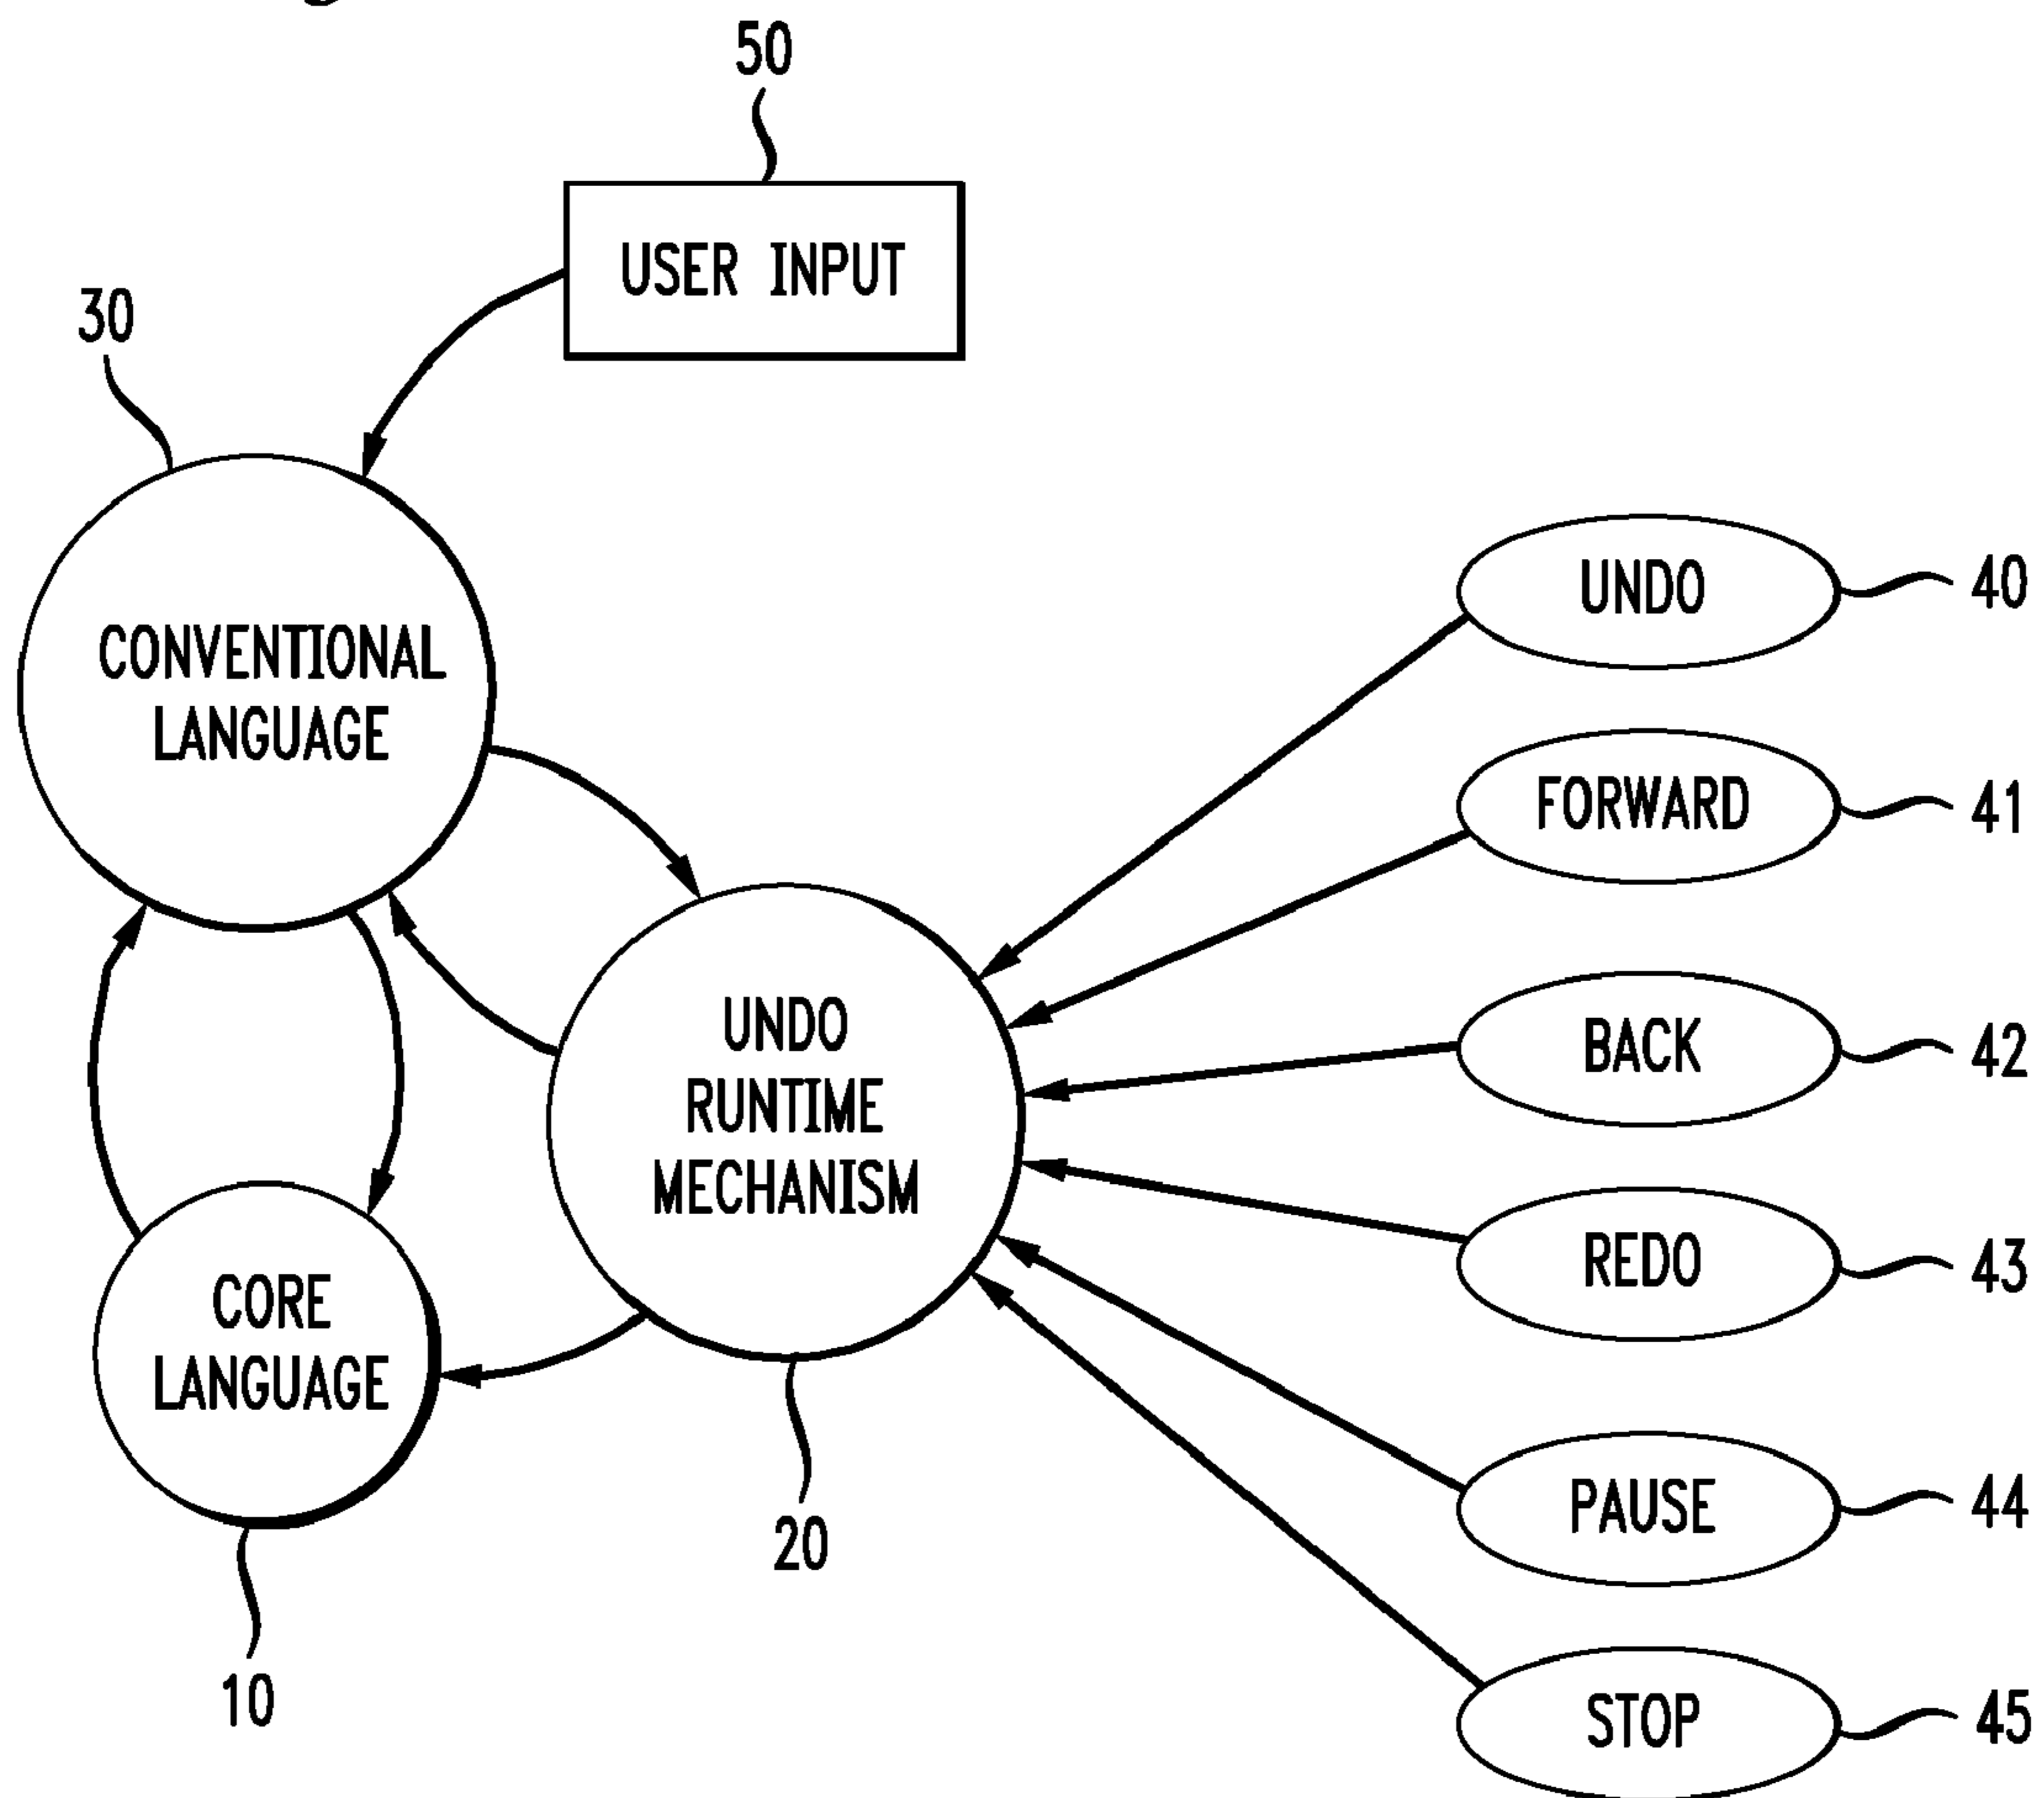 50
USER INPUT
30
CONVENTIONAL
LANGUAGE
UNDO
40
FORWARD
41
UNDO
RUNTIME
MECHANISM
BACK
42
REDO
43
CORE
LANGUAGE
PAUSE
44
20
10
STOP
45